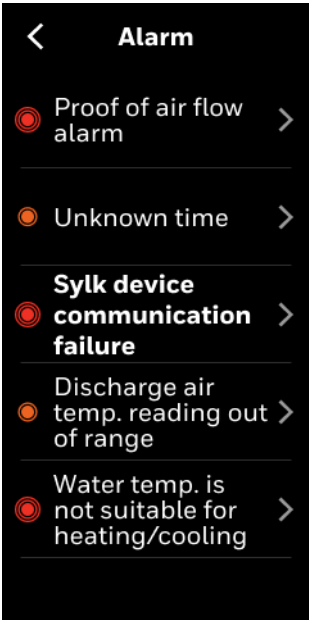 Alarm
Proof of air flow
alarm
Unknown time
Sylk device
communication
failure
Discharge air
temp. reading out
of range
Water temp. is
not suitable for
heating/cooling